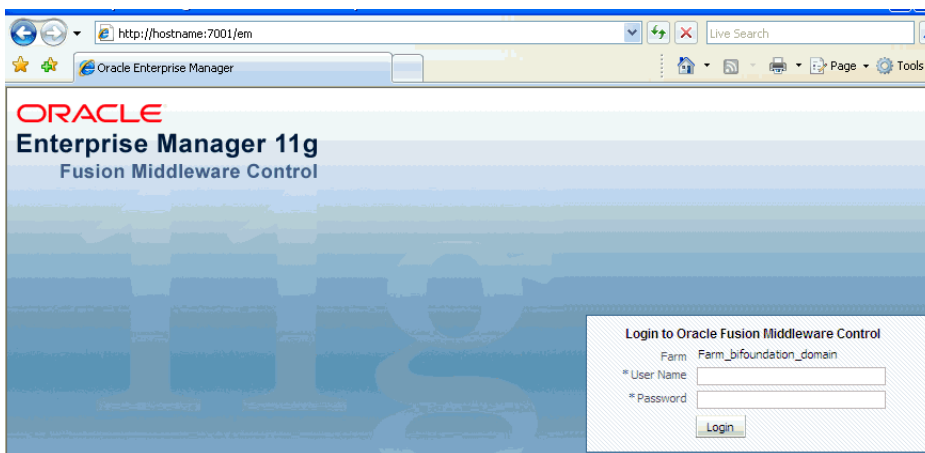 http://hostname:7001/em
Live Search
Oracle Enterprise Manager
Page
Tools
ORACLE
Enterprise Manager 11g
Fusion Middleware Control
11g
Login to Oracle Fusion Middleware Control
Farm Farm_bifoundation_domain
* User Name
* Password
Login